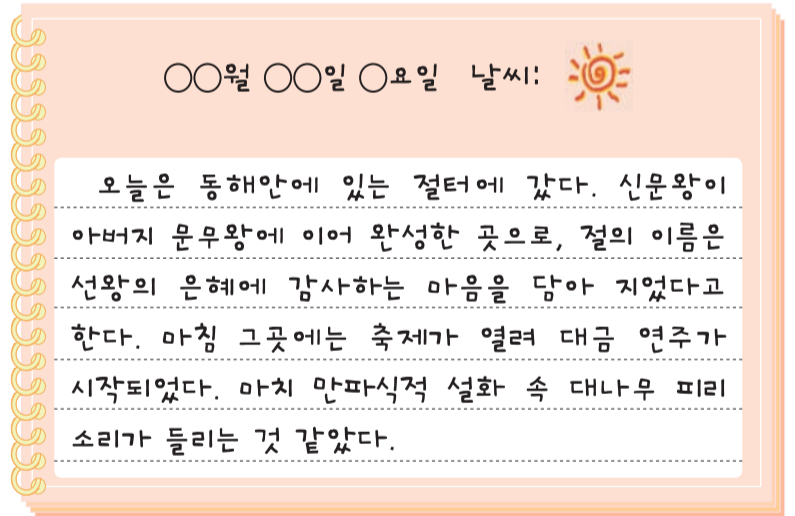 ○○월 ○○일 ○요일 날씨:
오늘은 동해안에 있는 절터에 갔다. 신문왕이
아버지 문무왕에 이어 완성한 곳으로, 절의 이름은
선왕의 은혜에 감사하는 마음을 담아 지었다고
한다. 마침 그곳에는 축제가 열려 대금 연주가
시작되었다. 마치 만파식적 설화 속 대나무 피리
소리가 들리는 것 같았다.